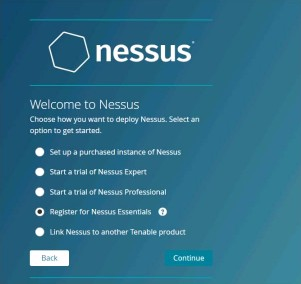 nessus
Welcome to Nessus
Choose how you want to deploy Nessus. Select an
option to get started.
Set up a purchased instance of Nessus
Start a trial of Nessus Expert
Start a trial of Nessus Professional
Register for Nessus Essentials ?
Link Nessus to another Tenable product
Back Continue